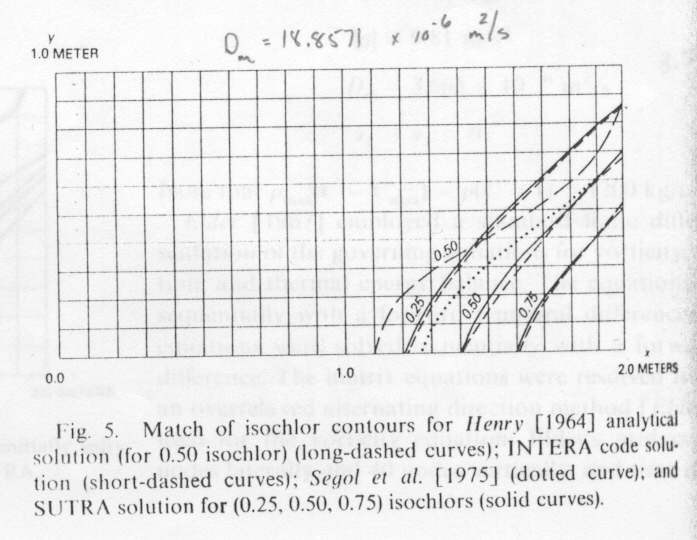 D_m = 18.8571 x 10^-6 m^2/s
y
1.0 METER
0.50
0.25
0.50
0.75
x
0.0
1.0
2.0 METERS
Fig. 5. Match of isochlor contours for Henry [1964] analytical
solution (for 0.50 isochlor) (long-dashed curves); INTERA code solu-
tion (short-dashed curves); Segol et al. [1975] (dotted curve); and
SUTRA solution for (0.25, 0.50, 0.75) isochlors (solid curves).